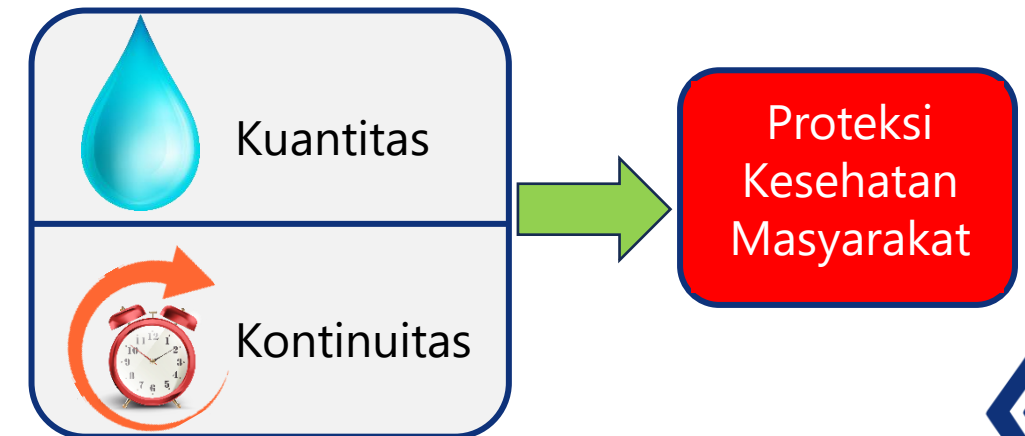 Kuantitas
Kontinuitas
Proteksi
Kesehatan
Masyarakat